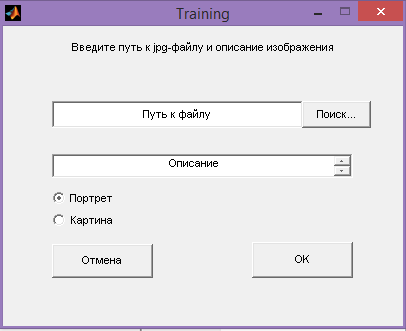 Training
Введите путь к jpg-файлу и описание изображения
Путь к файлу
Поиск...
Описание
Портрет
Картина
Отмена
OK